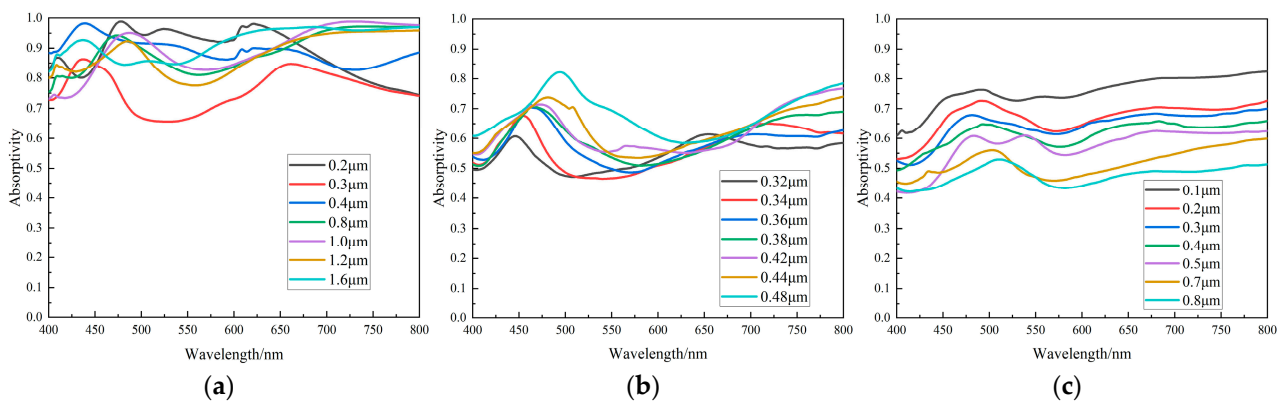 1.0
0.9
0.8
0.7
0.6
0.5
0.4
0.3
0.2
0.1
0.0
Absorptivity
0.2μm
0.3μm
0.4μm
0.8μm
1.0μm
1.2μm
1.6μm
400 450 500 550 600 650 700 750 800
Wavelength/nm
(a)
1.0
0.9
0.8
0.7
0.6
0.5
0.4
0.3
0.2
0.1
0.0
Absorptivity
0.32μm
0.34μm
0.36μm
0.38μm
0.42μm
0.44μm
0.48μm
400 450 500 550 600 650 700 750 800
Wavelength/nm
(b)
1.0
0.9
0.8
0.7
0.6
0.5
0.4
0.3
0.2
0.1
0.0
Absorptivity
0.1μm
0.2μm
0.3μm
0.4μm
0.5μm
0.7μm
0.8μm
400 450 500 550 600 650 700 750 800
Wavelength/nm
(c)